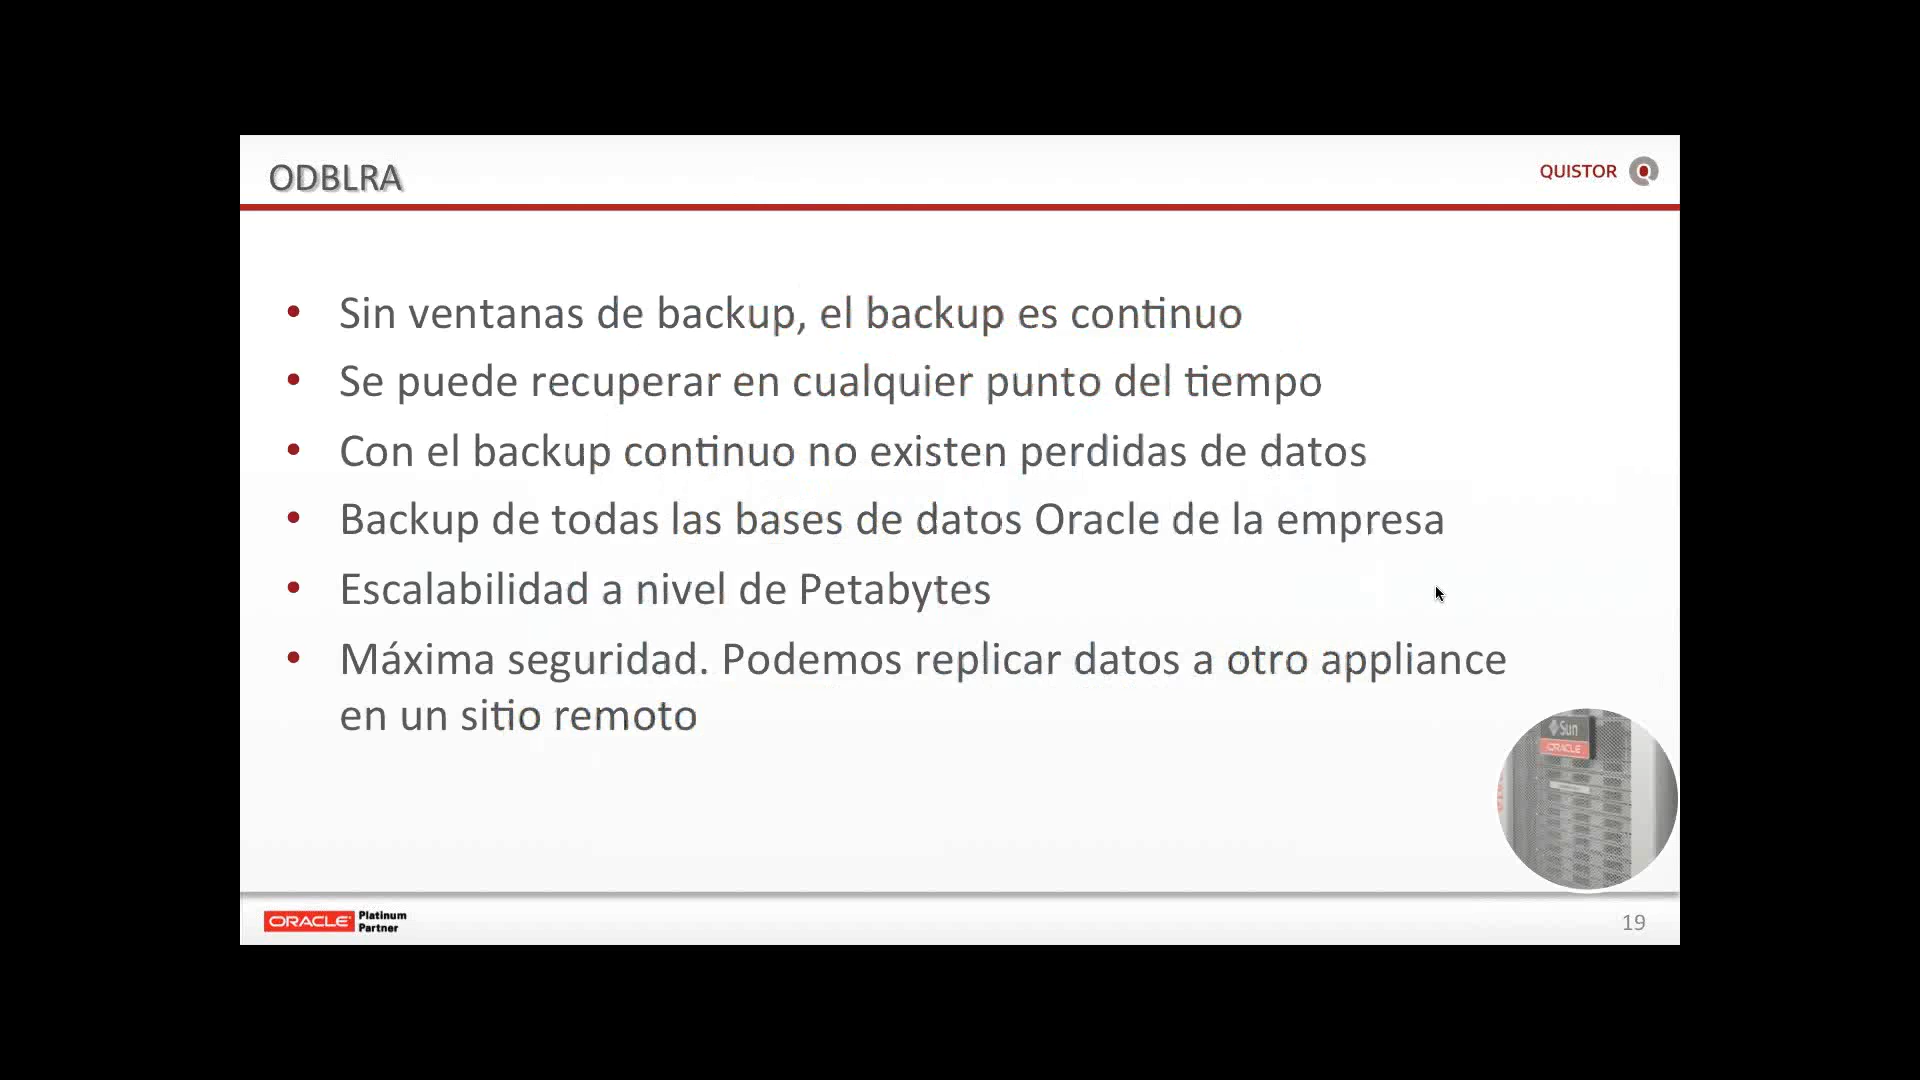 ODBLRA
QUISTOR
• Sin ventanas de backup, el backup es continuo
• Se puede recuperar en cualquier punto del tiempo
• Con el backup continuo no existen perdidas de datos
• Backup de todas las bases de datos Oracle de la empresa
• Escalabilidad a nivel de Petabytes
• Máxima seguridad. Podemos replicar datos a otro appliance
en un sitio remoto
Sun
ORACLE
ORACLE Platinum
Partner
19